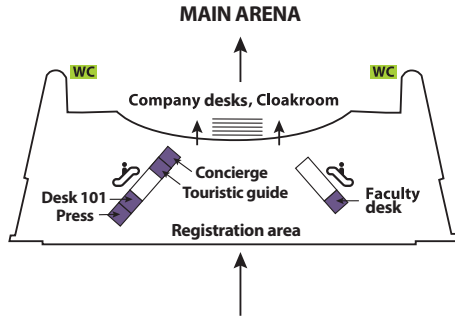 MAIN ARENA
WC
WC
Company desks, Cloakroom
Concierge
Touristic guide
Desk 101
Press
Faculty
desk
Registration area